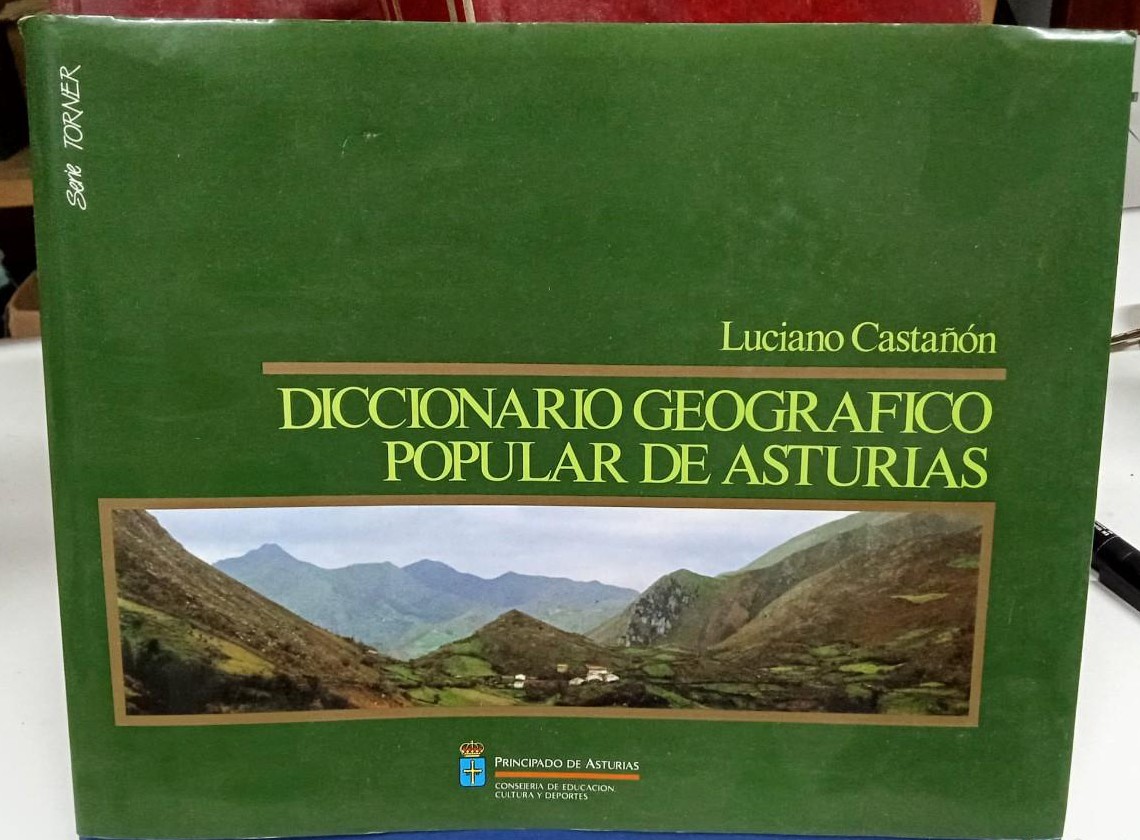 Serie TORNER
Luciano Castañón
DICCIONARIO GEOGRAFICO
POPULAR DE ASTURIAS
PRINCIPADO DE ASTURIAS
CONSEJERIA DE EDUCACION,
CULTURA Y DEPORTES